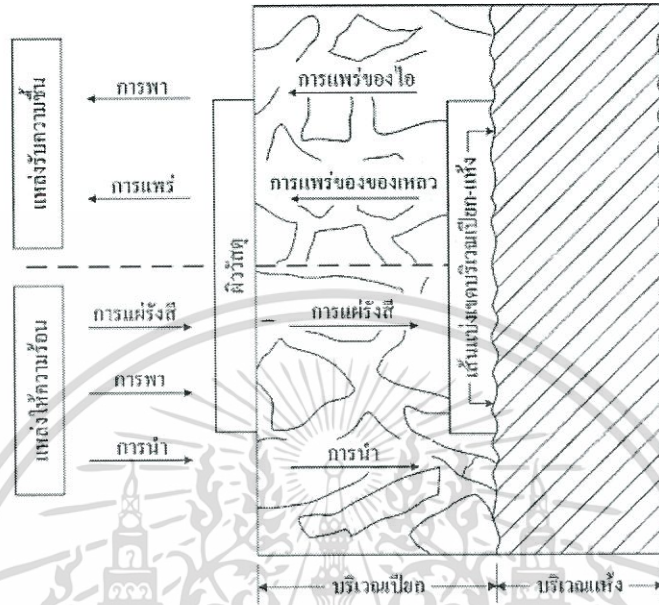 แหล่งรับความชื้น
การพา
การแพร่
การแพร่ของไอ
การแพร่ของของเหลว
ผิววัสดุ
เส้นแบ่งเขตบริเวณเปียก-แห้ง
แหล่งให้ความร้อน
การแผ่รังสี
การพา
การนำ
การแผ่รังสี
การนำ
บริเวณเปียก
บริเวณแห้ง